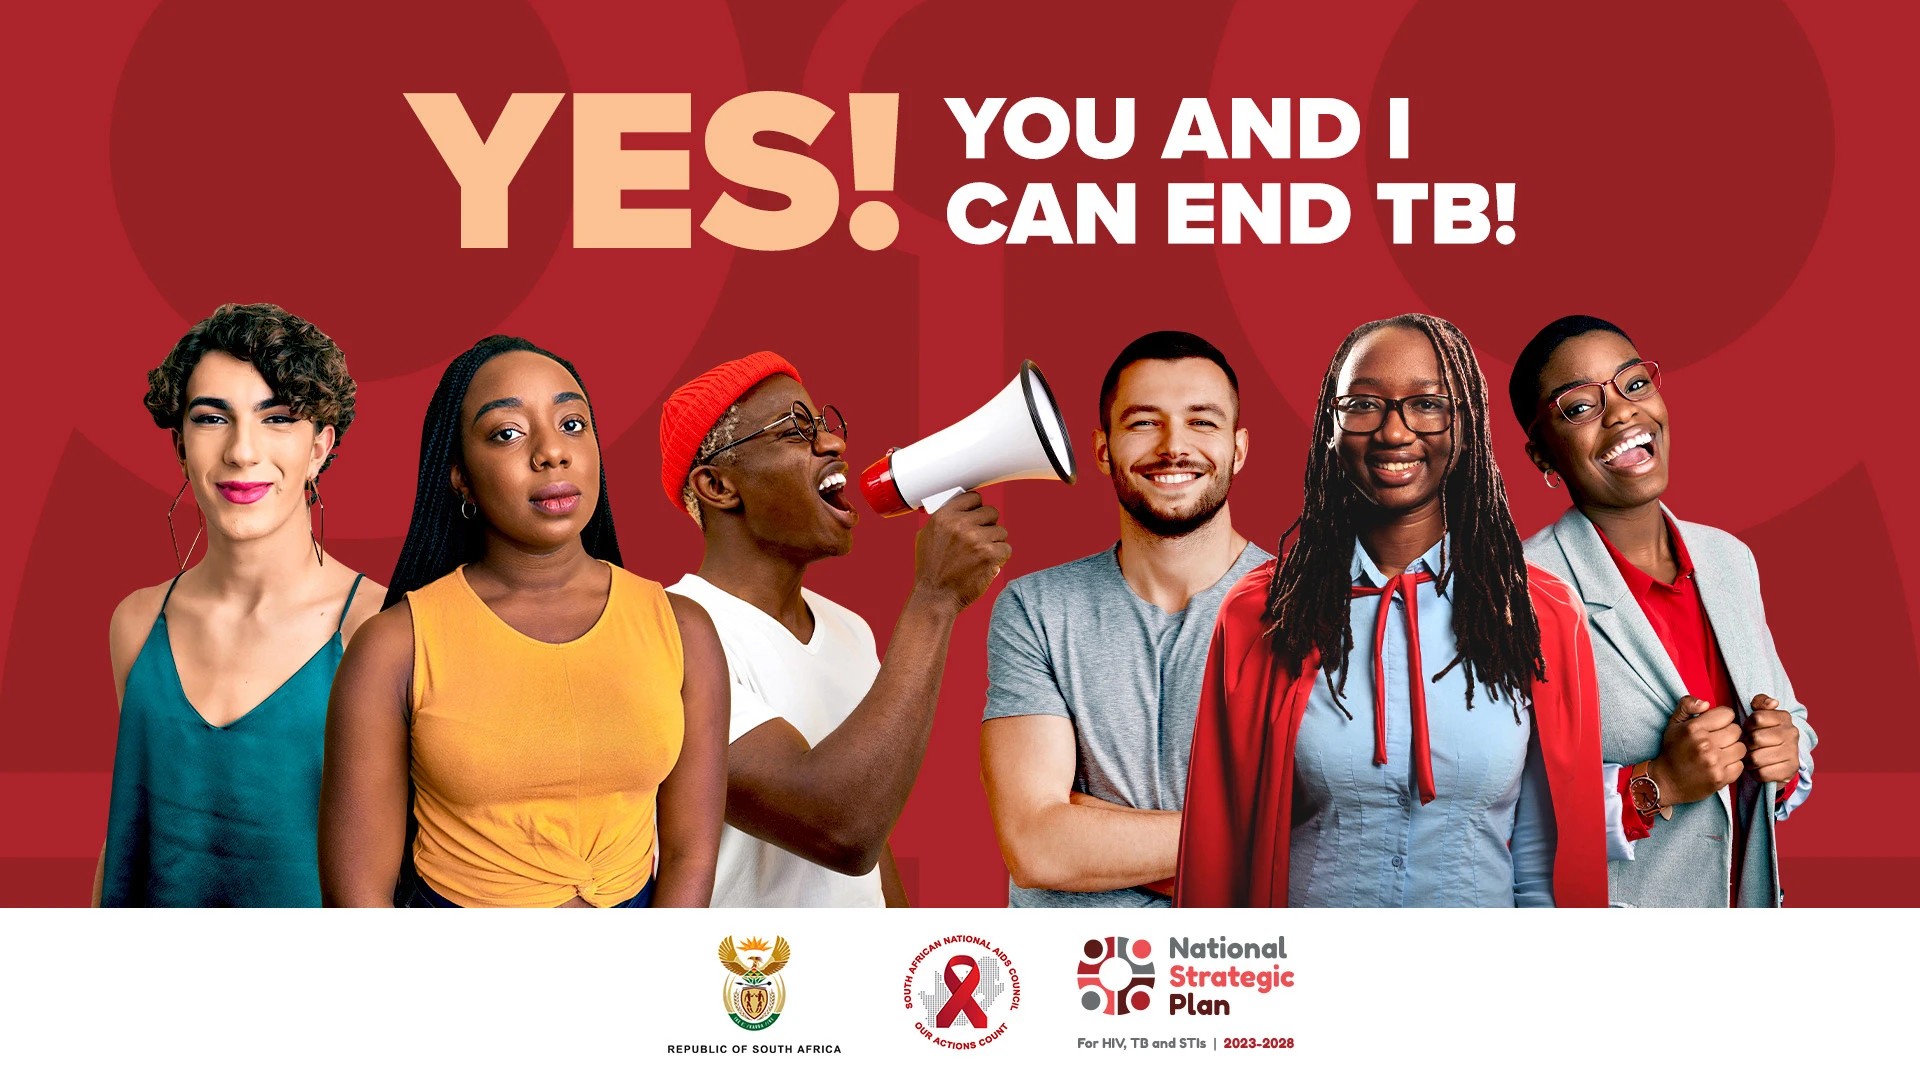 YES!
YOU AND I
CAN END TB!
REPUBLIC OF SOUTH AFRICA
SOUTH AFRICAN NATIONAL AIDS COUNCIL
OUR ACTIONS COUNT
National
Strategic
Plan
For HIV, TB and STIs | 2023-2028